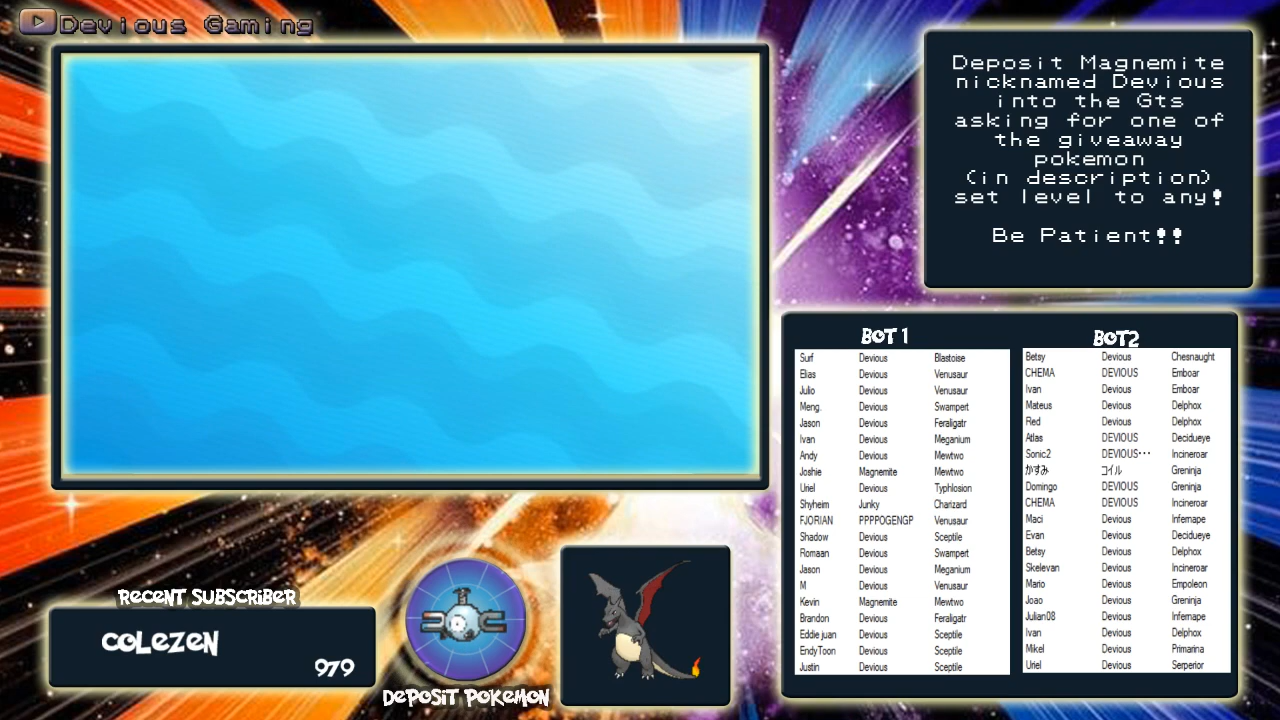 Devious Gaming
Deposit Magnemite
nicknamed Devious
into the Gts
asking for one of
the giveaway
pokemon
(in description)
set level to any!
Be Patient!!
BOT 1
Surf Devious Blastoise
Elias Devious Venusaur
Julio Devious Venusaur
Meng. Devious Swampert
Jason Devious Feraligatr
Ivan Devious Meganium
Andy Devious Mewtwo
Joshie Magnemite Mewtwo
Uriel Devious Typhlosion
Shyheim Junky Charizard
FJORIAN PPPPOGENGP Venusaur
Shadow Devious Sceptile
Romaan Devious Swampert
Jason Devious Meganium
M Devious Venusaur
Kevin Magnemite Mewtwo
Brandon Devious Feraligatr
Eddie juan Devious Sceptile
EndyToon Devious Sceptile
Justin Devious Sceptile
BOT2
Betsy Devious Chesnaught
CHEMA DEVIOUS Emboar
Ivan Devious Emboar
Mateus Devious Delphox
Red Devious Delphox
Atlas DEVIOUS Decidueye
Sonic2 DEVIOUS··· Incineroar
かすみ コイル Greninja
Domingo DEVIOUS Greninja
CHEMA DEVIOUS Incineroar
Maci Devious Infernape
Evan Devious Decidueye
Betsy Devious Delphox
Skelevan Devious Incineroar
Mario Devious Empoleon
Joao Devious Greninja
Julian08 Devious Infernape
Ivan Devious Delphox
Mikel Devious Primarina
Uriel Devious Serperior
RECENT SUBSCRIBER
COLEZEN
979
DEPOSIT POKEMON